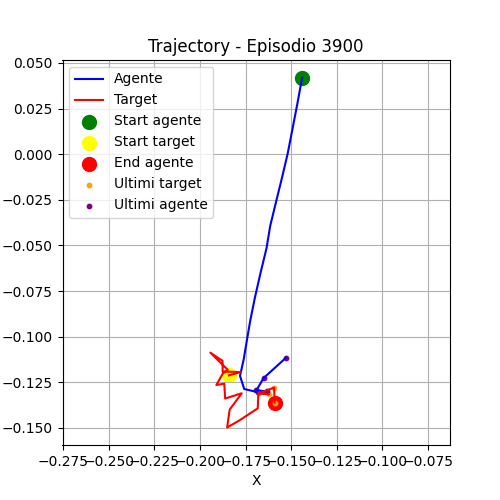 Trajectory - Episodio 3900
Agente
Target
Start agente
Start target
End agente
Ultimi target
Ultimi agente
0.050
0.025
0.000
−0.025
−0.050
−0.075
−0.100
−0.125
−0.150
−0.275 −0.250 −0.225 −0.200 −0.175 −0.150 −0.125 −0.100 −0.075
X